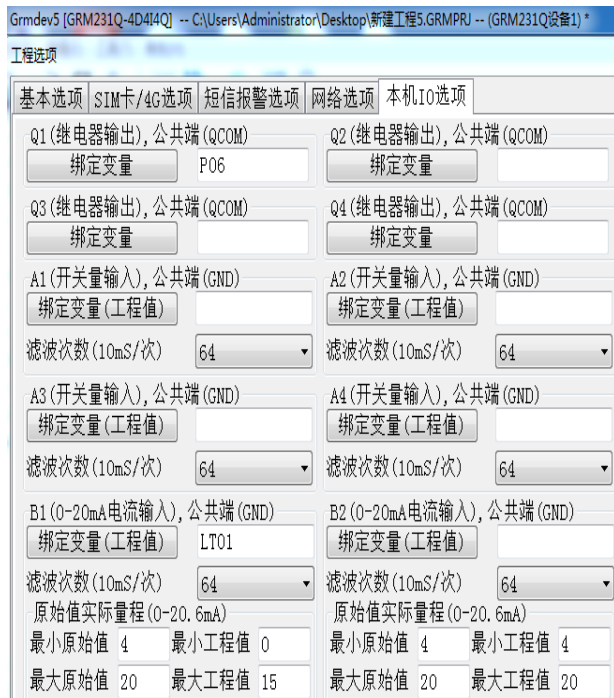 Grmdev5 [GRM231Q-4D4I4Q] -- C:\Users\Administrator\Desktop\新建工程5.GRMPRJ -- (GRM231Q设备1) *
工程选项
基本选项 SIM卡/4G选项 短信报警选项 网络选项 本机IO选项
Q1(继电器输出),公共端(QCOM) Q2(继电器输出),公共端(QCOM)
绑定变量 P06 绑定变量
Q3(继电器输出),公共端(QCOM) Q4(继电器输出),公共端(QCOM)
绑定变量 绑定变量
A1(开关量输入),公共端(GND) A2(开关量输入),公共端(GND)
绑定变量(工程值) 绑定变量(工程值)
滤波次数(10mS/次) 64 滤波次数(10mS/次) 64
A3(开关量输入),公共端(GND) A4(开关量输入),公共端(GND)
绑定变量(工程值) 绑定变量(工程值)
滤波次数(10mS/次) 64 滤波次数(10mS/次) 64
B1(0-20mA电流输入),公共端(GND) B2(0-20mA电流输入),公共端(GND)
绑定变量(工程值) LT01 绑定变量(工程值)
滤波次数(10mS/次) 64 滤波次数(10mS/次) 64
原始值实际量程(0-20.6mA) 原始值实际量程(0-20.6mA)
最小原始值 4 最小工程值 0 最小原始值 4 最小工程值 4
最大原始值 20 最大工程值 15 最大原始值 20 最大工程值 20